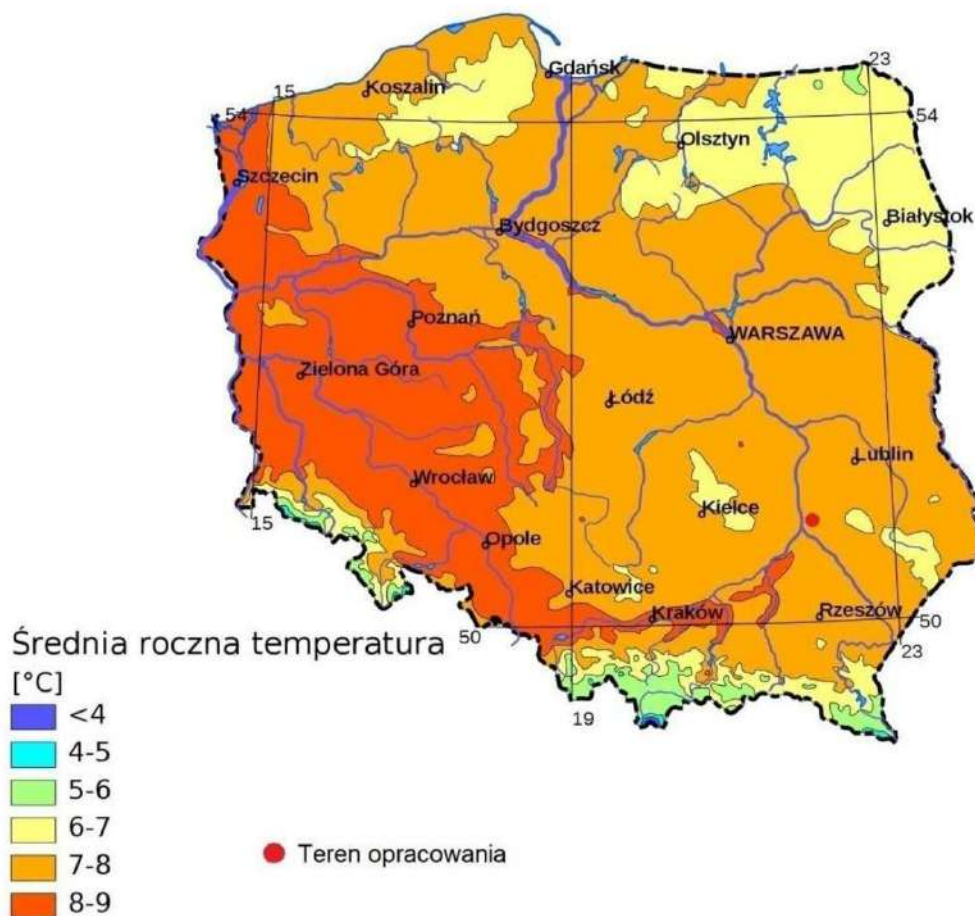 Gdańsk
23
15
Koszalin
54
54
Olsztyn
Szczecin
Białystok
Bydgoszcz
Poznań
WARSZAWA
Zielona Góra
Łódź
Lublin
Wrocław
Kielce
15
Opole
Katowice
Kraków
Rzeszów
50
50
23
19
Średnia roczna temperatura
[°C]
<4
4-5
5-6
6-7
7-8
8-9
Teren opracowania